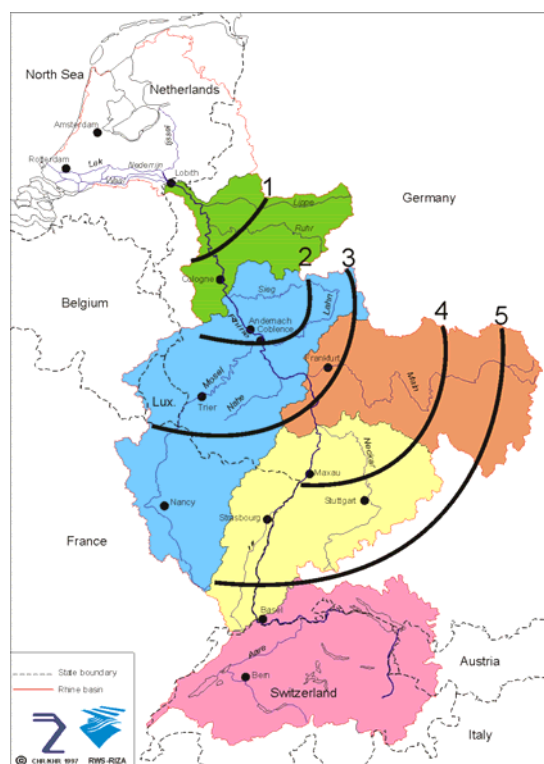 North Sea
Netherlands
Amsterdam
IJssel
Rotterdam
Lek
Nederrijn
Waal
Lobith
1
Lippe
Ruhr
Germany
Cologne
2
3
Sieg
Belgium
Andernach
Coblence
Lahn
4
5
Frankfurt
Main
Mosel
Nahe
Lux.
Trier
Neckar
Maxau
Nancy
Strasbourg
Stuttgart
Ill
France
Basel
Aare
Bern
Switzerland
Austria
Italy
State boundary
Rhine basin
© CHR/KHR 1997
RWS-RIZA